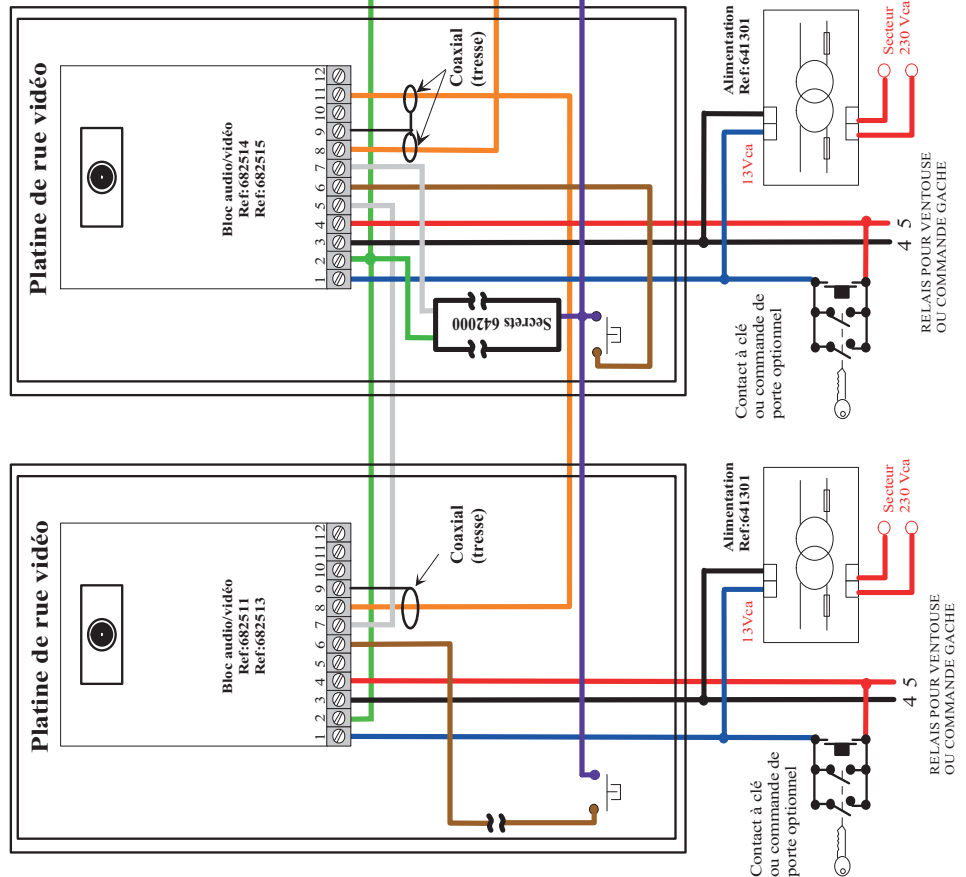 Platine de rue vidéo
Bloc audio/vidéo
Ref:682514
Ref:682515
1 2 3 4 5 6 7 8 9 10 11 12
Coaxial
(tresse)
Secrets 642000
Alimentation
Ref:641301
13Vca
Secteur
230 Vca
Contact à clé
ou commande de
porte optionnel
4 5
RELAIS POUR VENTOUSE
OU COMMANDE GACHE
Platine de rue vidéo
Bloc audio/vidéo
Ref:682511
Ref:682513
1 2 3 4 5 6 7 8 9 10 11 12
Coaxial
(tresse)
Alimentation
Ref:641301
13Vca
Secteur
230 Vca
Contact à clé
ou commande de
porte optionnel
4 5
RELAIS POUR VENTOUSE
OU COMMANDE GACHE